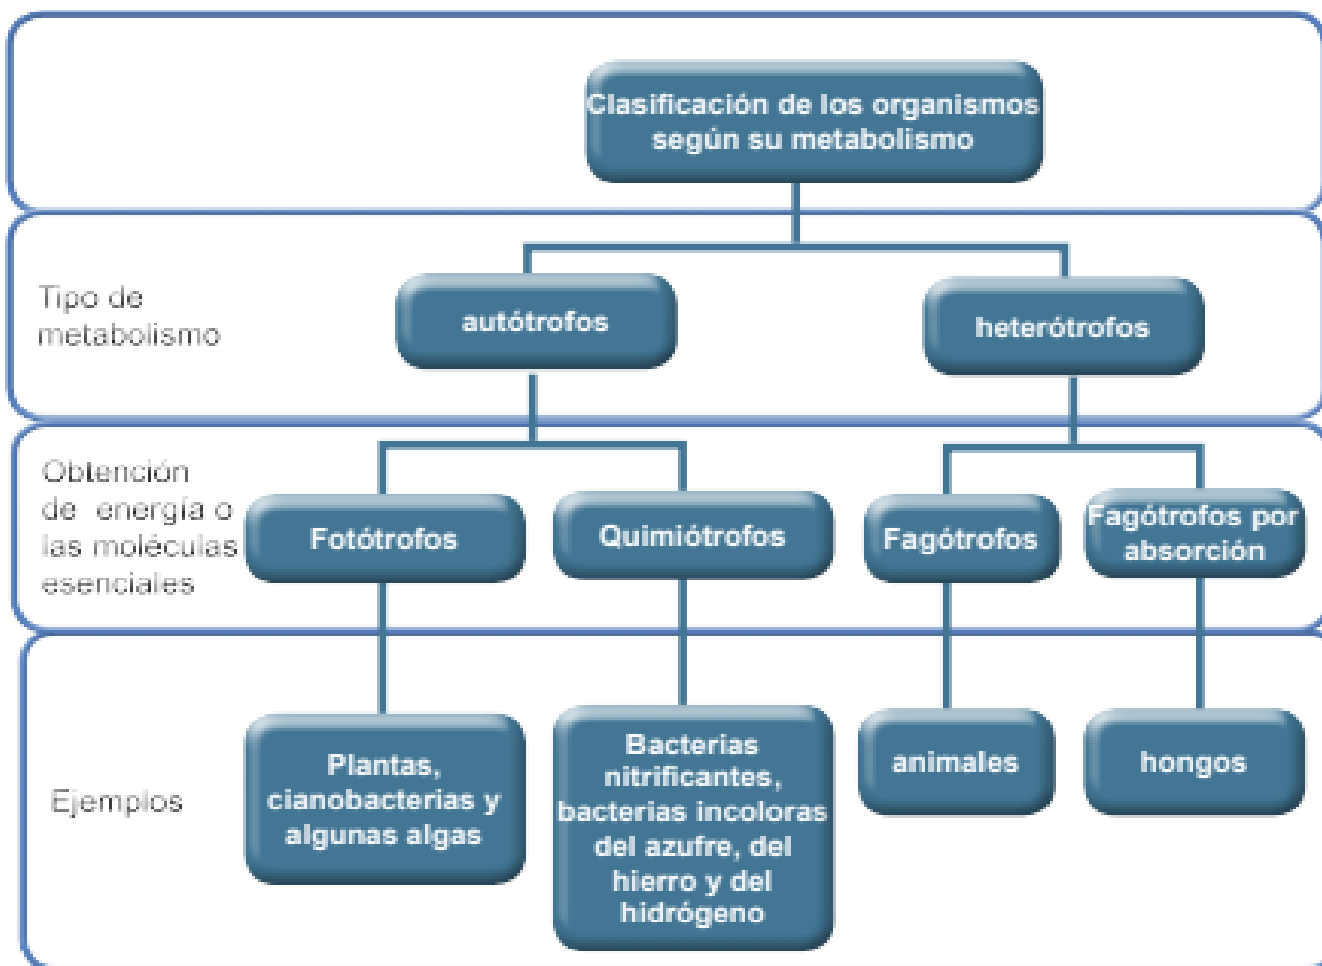 Clasificación de los organismos
según su metabolismo
Tipo de
metabolismo
autótrofos
heterótrofos
Obtención
de energía o
las moléculas
esenciales
Fotótrofos
Quimiótrofos
Fagótrofos
Fagótrofos por
absorción
Ejemplos
Plantas,
cianobacterias y
algunas algas
Bacterias
nitrificantes,
bacterias incoloras
del azufre, del
hierro y del
hidrógeno
animales
hongos